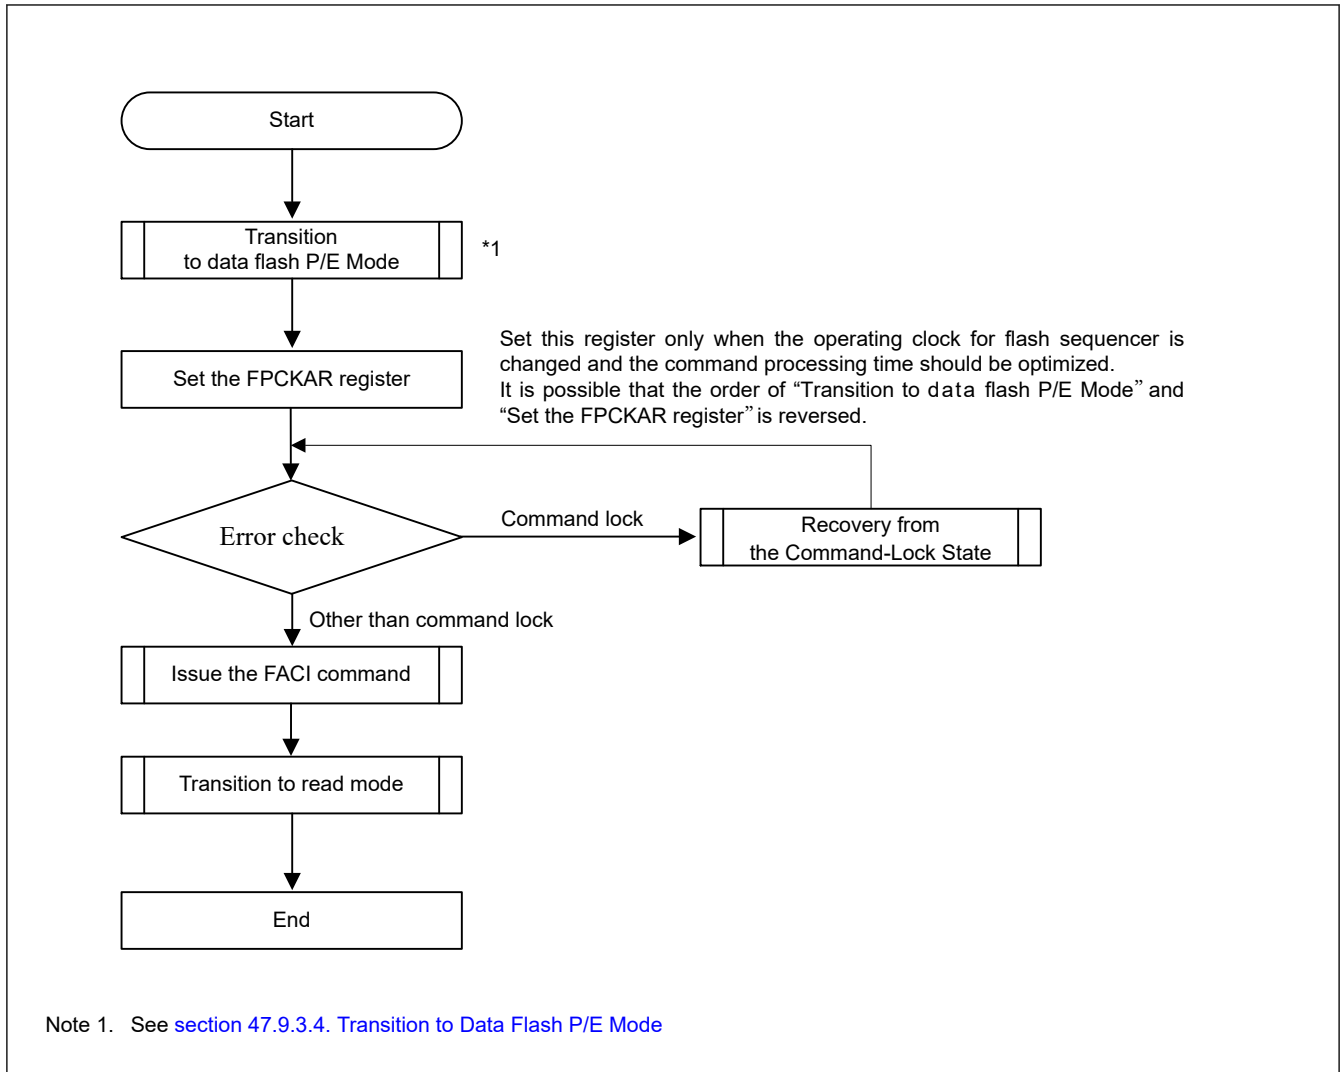 Start
Transition
to data flash P/E Mode
*1
Set the FPCKAR register
Set this register only when the operating clock for flash sequencer is
changed and the command processing time should be optimized.
It is possible that the order of “Transition to data flash P/E Mode” and
“Set the FPCKAR register” is reversed.
Error check
Command lock
Recovery from
the Command-Lock State
Other than command lock
Issue the FACI command
Transition to read mode
End
Note 1. See section 47.9.3.4. Transition to Data Flash P/E Mode